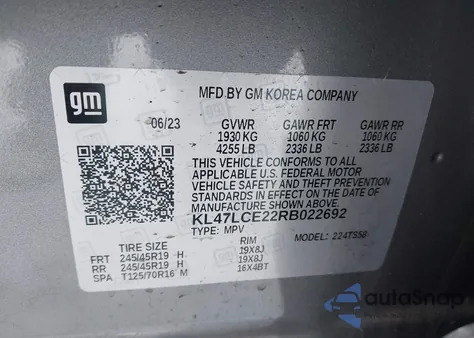 gm
MFD BY GM KOREA COMPANY
06/23 GVWR GAWR FRT GAWR RR
1930 KG 1060 KG 1060 KG
4255 LB 2336 LB 2336 LB
THIS VEHICLE CONFORMS TO ALL
APPLICABLE U.S. FEDERAL MOTOR
VEHICLE SAFETY AND THEFT PREVENTION
STANDARDS IN EFFECT ON THE DATE OF
MANUFACTURE SHOWN ABOVE.
KL47LCE22RB022692
TYPE: MPV MODEL: 224TS58
TIRE SIZE RIM
FRT 245/45R19 H 19X8J
RR 245/45R19 H 19X8J
SPA T125/70R16 M 16X4BT
autoSnap